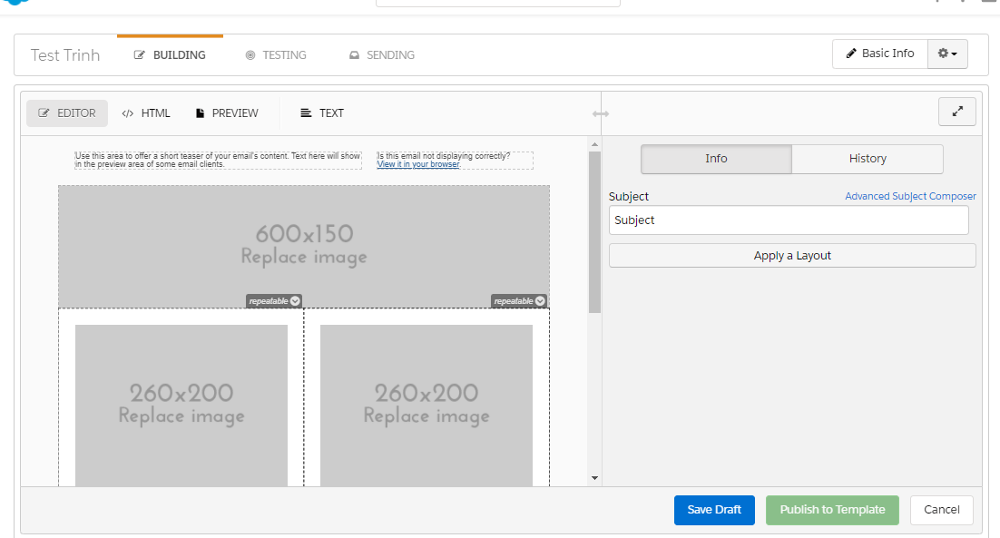 Test Trinh
BUILDING
TESTING
SENDING
Basic Info
EDITOR
</> HTML
PREVIEW
TEXT
Use this area to offer a short teaser of your email's content. Text here will show
in the preview area of some email clients.
Is this email not displaying correctly?
View it in your browser.
600x150
Replace image
repeatable
repeatable
260x200
Replace image
260x200
Replace image
Info
History
Subject
Advanced Subject Composer
Subject
Apply a Layout
Save Draft
Publish to Template
Cancel